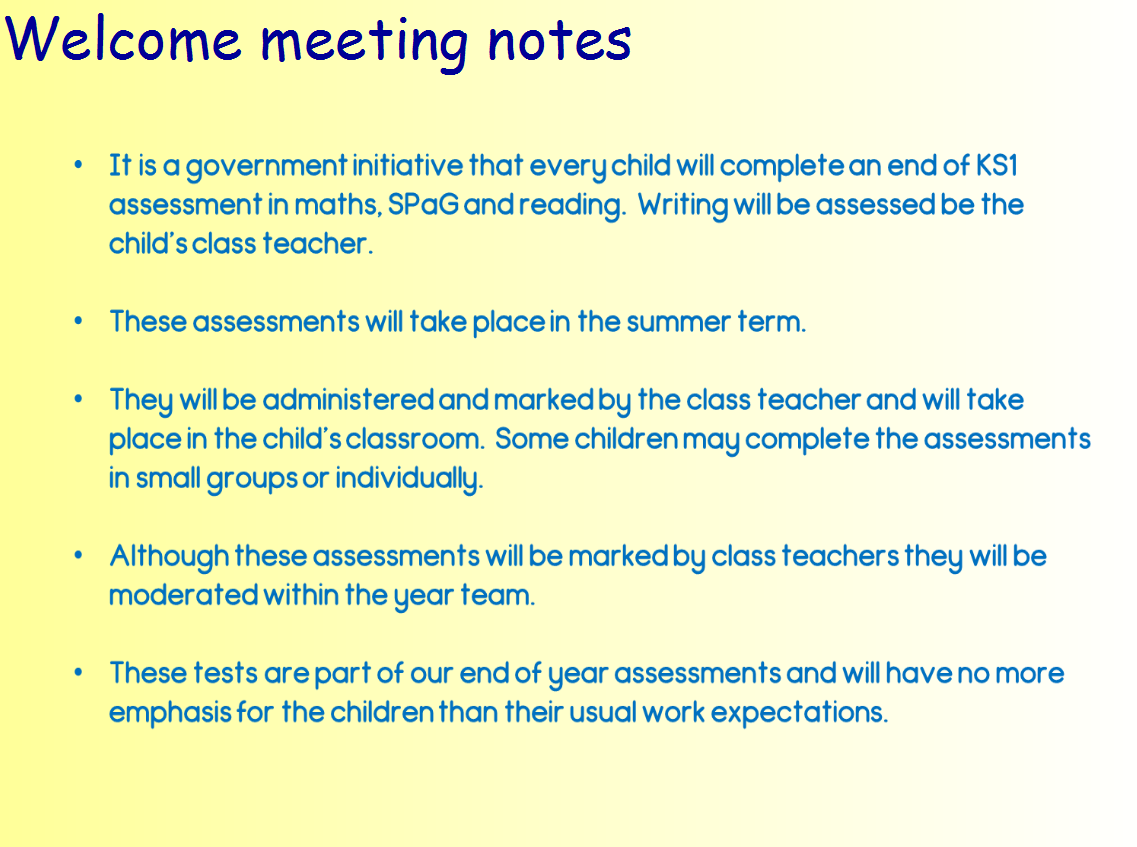 Welcome meeting notes
• It is a government initiative that every child will complete an end of KS1
assessment in maths, SPaG and reading.  Writing will be assessed be the
child's class teacher.
• These assessments will take place in the summer term.
• They will be administered and marked by the class teacher and will take
place in the child's classroom.  Some children may complete the assessments
in small groups or individually.
• Although these assessments will be marked by class teachers they will be
moderated within the year team.
• These tests are part of our end of year assessments and will have no more
emphasis for the children than their usual work expectations.